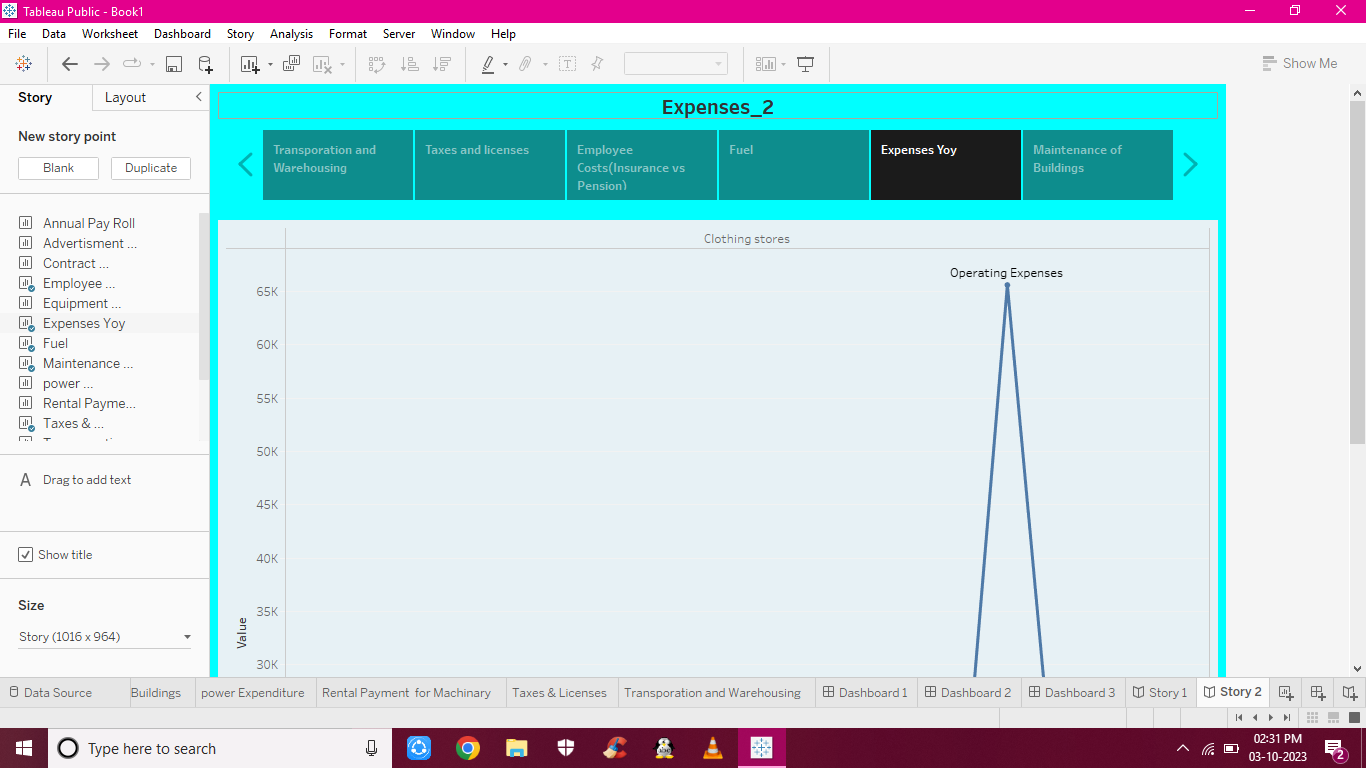 Tableau Public - Book1
File Data Worksheet Dashboard Story Analysis Format Server Window Help
Show Me
Story Layout
New story point
Blank Duplicate
Annual Pay Roll
Advertisment ...
Contract ...
Employee ...
Equipment ...
Expenses Yoy
Fuel
Maintenance ...
power ...
Rental Payme...
Taxes & ...
A Drag to add text
Show title
Size
Story (1016 x 964)
Expenses_2
Transporation and
Warehousing
Taxes and licenses
Employee
Costs(Insurance vs
Pension)
Fuel
Expenses Yoy
Maintenance of
Buildings
Clothing stores
Operating Expenses
65K
60K
55K
50K
45K
40K
35K
30K
Value
Data Source Buildings power Expenditure Rental Payment for Machinary Taxes & Licenses Transporation and Warehousing Dashboard 1 Dashboard 2 Dashboard 3 Story 1 Story 2
Type here to search
02:31 PM
03-10-2023
2